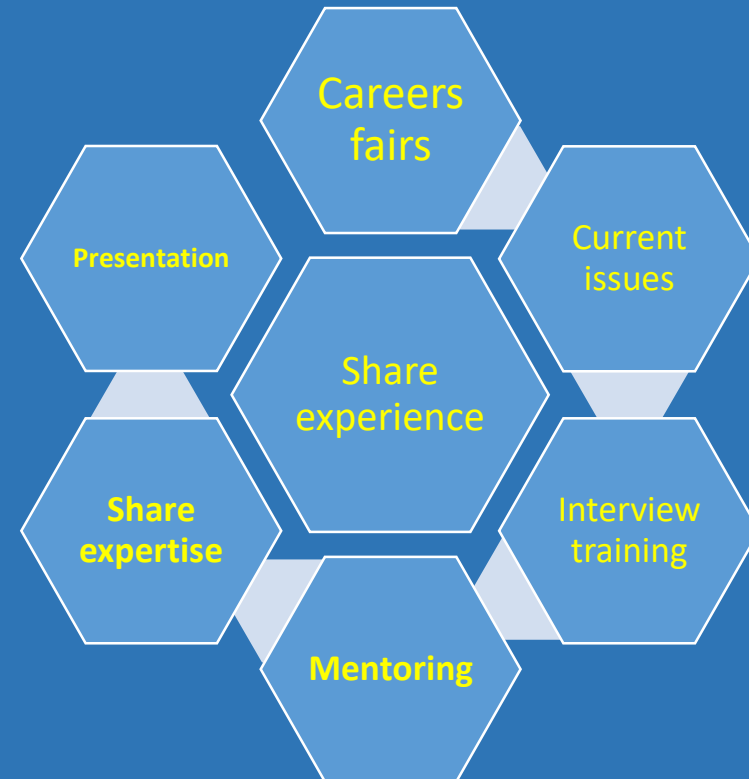 Careers
fairs
Presentation
Current
issues
Share
experience
Share
expertise
Interview
training
Mentoring